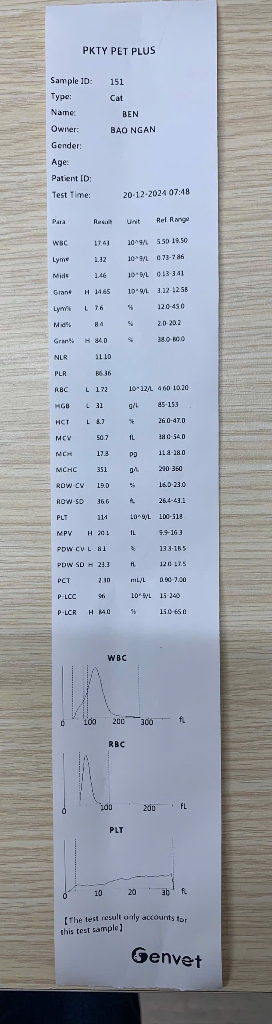 PKTY PET PLUS
Sample ID: 151
Type: Cat
Name: BEN
Owner: BAO NGAN
Gender:
Age:
Patient ID:
Test Time: 20-12-2024 07:48
Para Result Unit Ref. Range
WBC 17.43 10^9/L 5.50-19.50
Lym# 1.32 10^9/L 0.73-7.86
Mid# 1.46 10^9/L 0.13-3.41
Gran# H 14.65 10^9/L 3.12-12.58
Lym% L 7.6 % 12.0-45.0
Mid% 8.4 % 2.0-20.2
Gran% H 84.0 % 38.0-80.0
NLR 11.10
PLR 86.36
RBC L 1.72 10^12/L 4.60-10.20
HGB L 31 g/L 85-153
HCT L 8.7 % 26.0-47.0
MCV 50.7 fL 38.0-54.0
MCH 17.8 pg 11.8-18.0
MCHC 351 g/L 290-360
RDW-CV 19.0 % 16.0-23.0
RDW-SD 36.6 fL 26.4-43.1
PLT 114 10^9/L 100-518
MPV H 20.1 fL 9.9-16.3
PDW-CV L 8.1 % 13.3-18.5
PDW-SD H 23.3 fL 12.0-17.5
PCT 2.30 mL/L 0.90-7.00
P-LCC 96 10^9/L 15-240
P-LCR H 84.0 % 15.0-65.0
WBC
0 100 200 300 fL
RBC
0 100 200 fL
PLT
0 10 20 30 fL
【The test result only accounts for
this test sample】
Genvet